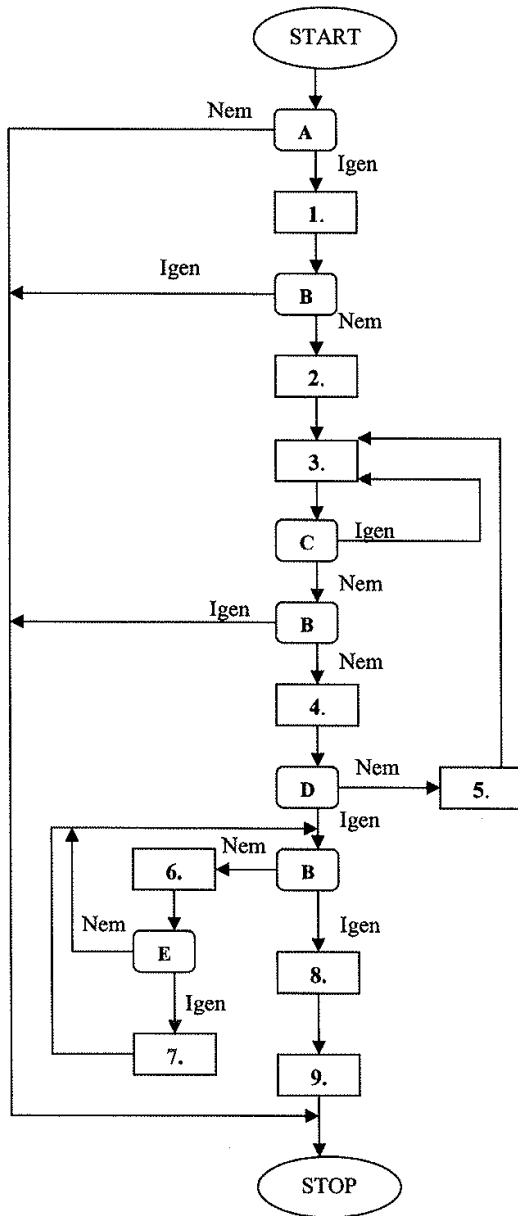 START
Nem
A
Igen
1.
Igen
B
Nem
2.
3.
C
Igen
Nem
Igen
B
Nem
4.
Nem
D
5.
Igen
Nem
6.
B
Nem
Igen
E
8.
Igen
7.
9.
STOP